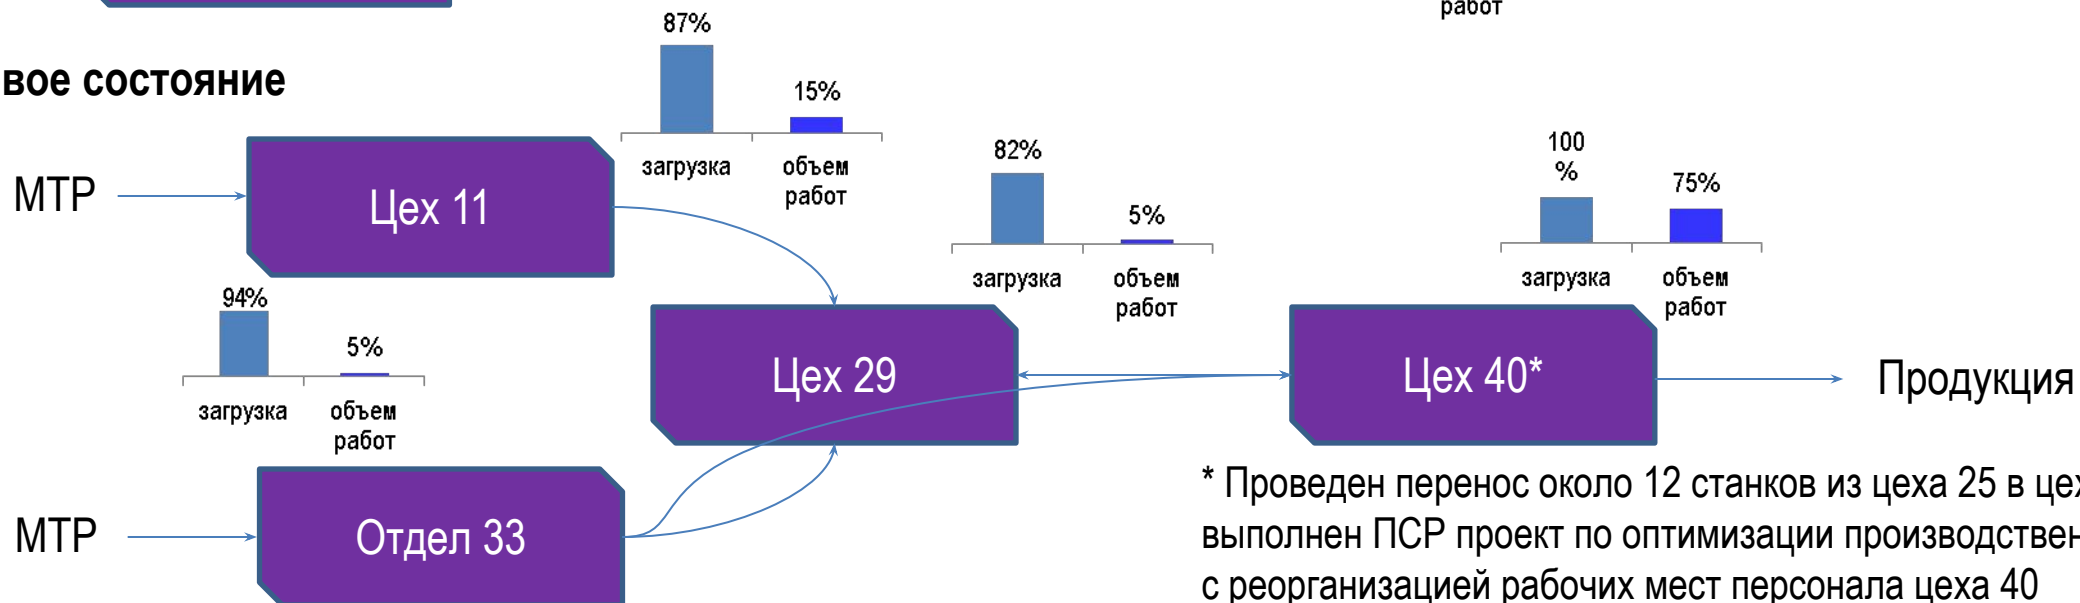 работ
87%
вое состояние
15%
загрузка
объем
работ
МТР
Цех 11
82%
5%
загрузка
объем
работ
100
%
75%
загрузка
объем
работ
94%
5%
загрузка
объем
работ
Цех 29
Цех 40*
Продукция
МТР
Отдел 33
* Проведен перенос около 12 станков из цеха 25 в цех
выполнен ПСР проект по оптимизации производствен
с реорганизацией рабочих мест персонала цеха 40